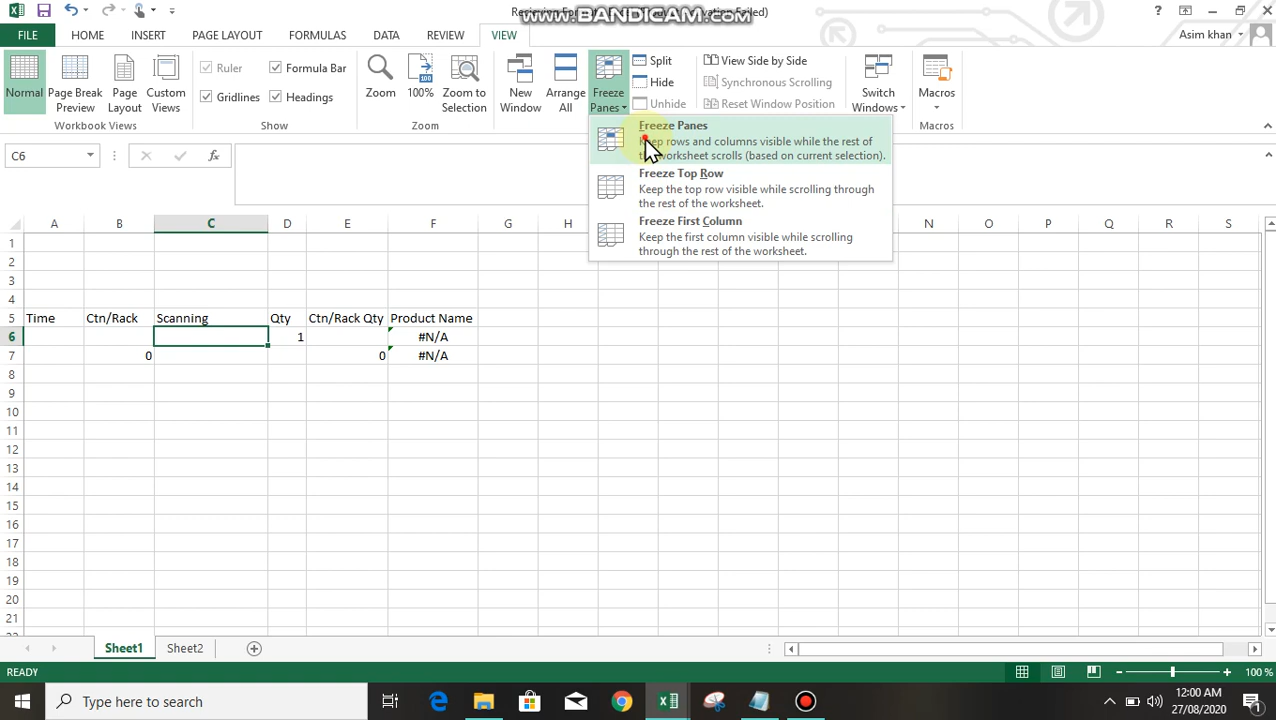 www.BANDICAM.com
FILE HOME INSERT PAGE LAYOUT FORMULAS DATA REVIEW VIEW Asim khan
Normal Page Break Preview Page Layout Custom Views
Ruler Formula Bar
Gridlines Headings
Zoom 100% Zoom to Selection
New Window Arrange All Freeze Panes
Split
Hide
Unhide
View Side by Side
Synchronous Scrolling
Reset Window Position
Switch Windows
Macros
Workbook Views Show Zoom Macros
Freeze Panes
Keep rows and columns visible while the rest of
worksheet scrolls (based on current selection).
Freeze Top Row
Keep the top row visible while scrolling through
the rest of the worksheet.
Freeze First Column
Keep the first column visible while scrolling
through the rest of the worksheet.
C6 fx
A B C D E F G H N O P Q R S
1
2
3
4
5 Time Ctn/Rack Scanning Qty Ctn/Rack Qty Product Name
6 1 #N/A
7 0 0 #N/A
8
9
10
11
12
13
14
15
16
17
18
19
20
21
Sheet1 Sheet2
READY 100 %
Type here to search
12:00 AM
27/08/2020